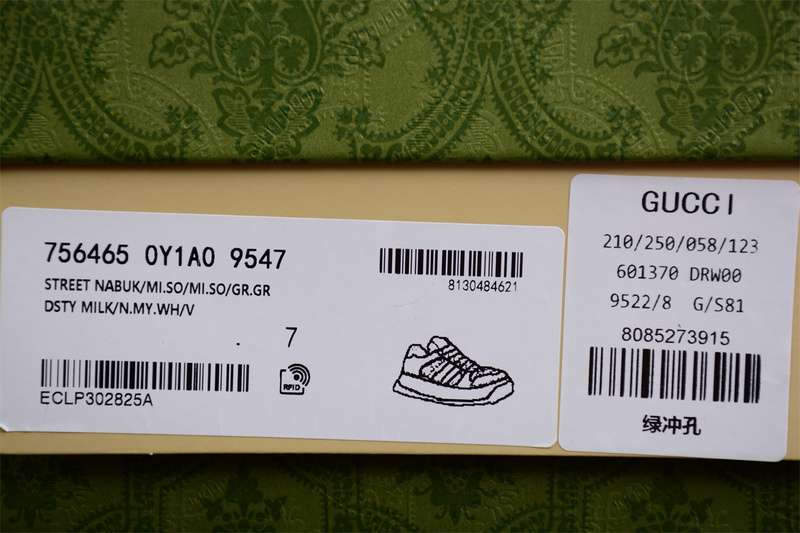 756465 0Y1A0 9547
STREET NABUK/MI.SO/MI.SO/GR.GR
DSTY MILK/N.MY.WH/V
8130484621
7
RFID
ECLP302825A
GUCCI
210/250/058/123
601370 DRW00
9522/8 G/S81
8085273915
绿冲孔